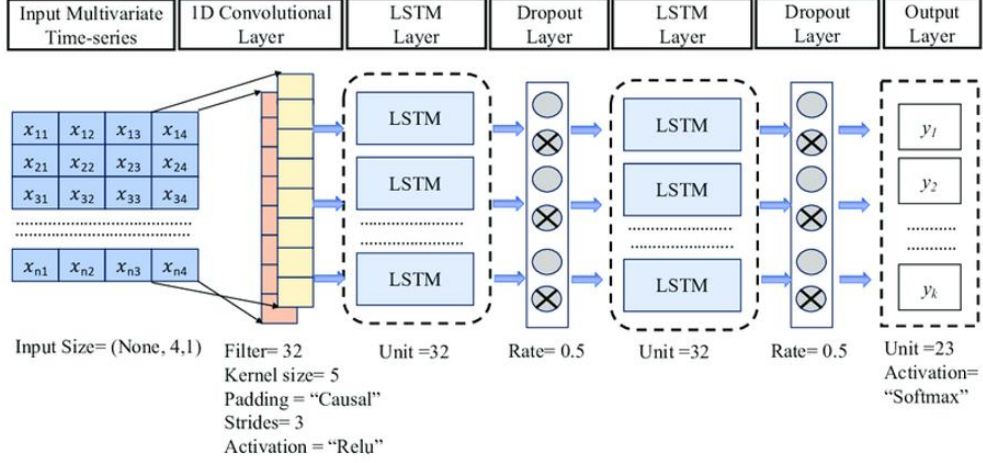 Input Multivariate
Time-series
1D Convolutional
Layer
LSTM
Layer
Dropout
Layer
LSTM
Layer
Dropout
Layer
Output
Layer
x₁₁ x₁₂ x₁₃ x₁₄
x₂₁ x₂₂ x₂₃ x₂₄
x₃₁ x₃₂ x₃₃ x₃₄
xₙ₁ xₙ₂ xₙ₃ xₙ₄
LSTM
LSTM
LSTM
LSTM
LSTM
LSTM
y₁
y₂
yₖ
Input Size= (None, 4,1)
Filter= 32
Kernel size= 5
Padding = “Causal”
Strides= 3
Activation = “Relu”
Unit =32
Rate= 0.5
Unit =32
Rate= 0.5
Unit =23
Activation=
“Softmax”